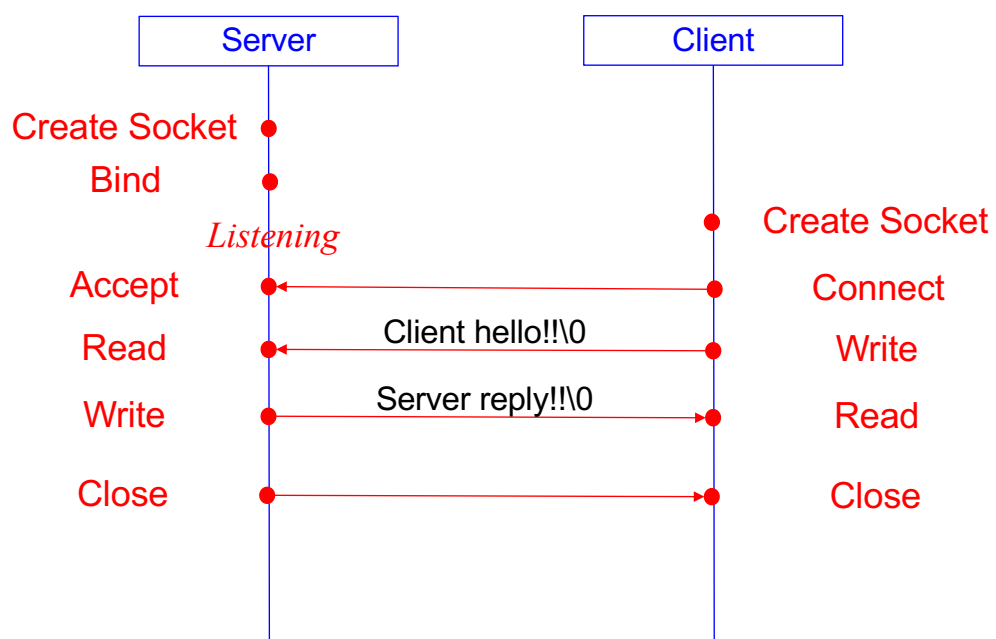 Server
Client
Create Socket
Bind
Listening
Create Socket
Accept
Connect
Read
Client hello!!\0
Write
Write
Server reply!!\0
Read
Close
Close